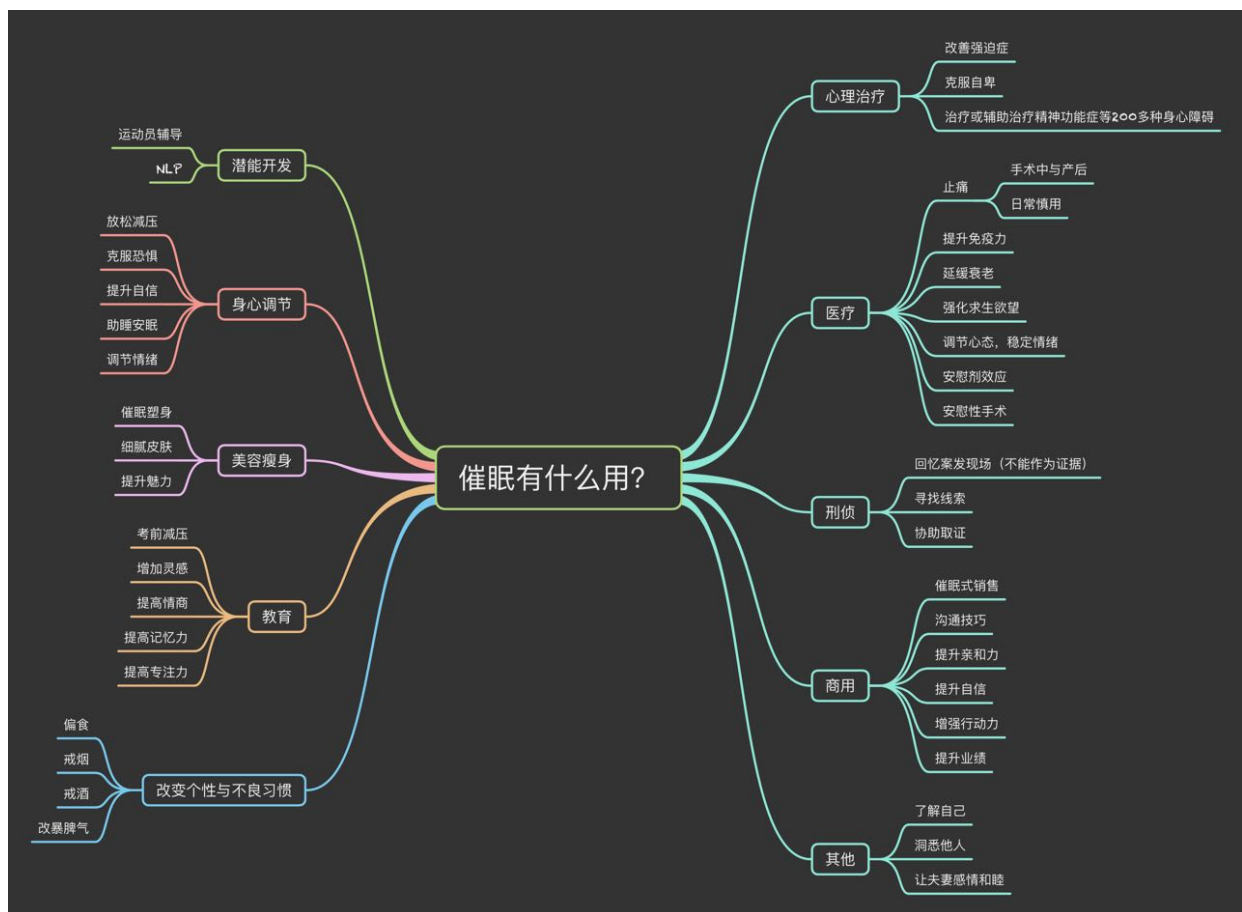 催眠有什么用？
心理治疗
改善强迫症
克服自卑
治疗或辅助治疗精神功能症等200多种身心障碍
医疗
止痛
手术中与产后
日常慎用
提升免疫力
延缓衰老
强化求生欲望
调节心态，稳定情绪
安慰剂效应
安慰性手术
刑侦
回忆案发现场（不能作为证据）
寻找线索
协助取证
商用
催眠式销售
沟通技巧
提升亲和力
提升自信
增强行动力
提升业绩
其他
了解自己
洞悉他人
让夫妻感情和睦
潜能开发
运动员辅导
NLP
身心调节
放松减压
克服恐惧
提升自信
助睡安眠
调节情绪
美容瘦身
催眠塑身
细腻皮肤
提升魅力
教育
考前减压
增加灵感
提高情商
提高记忆力
提高专注力
改变个性与不良习惯
偏食
戒烟
戒酒
改暴脾气